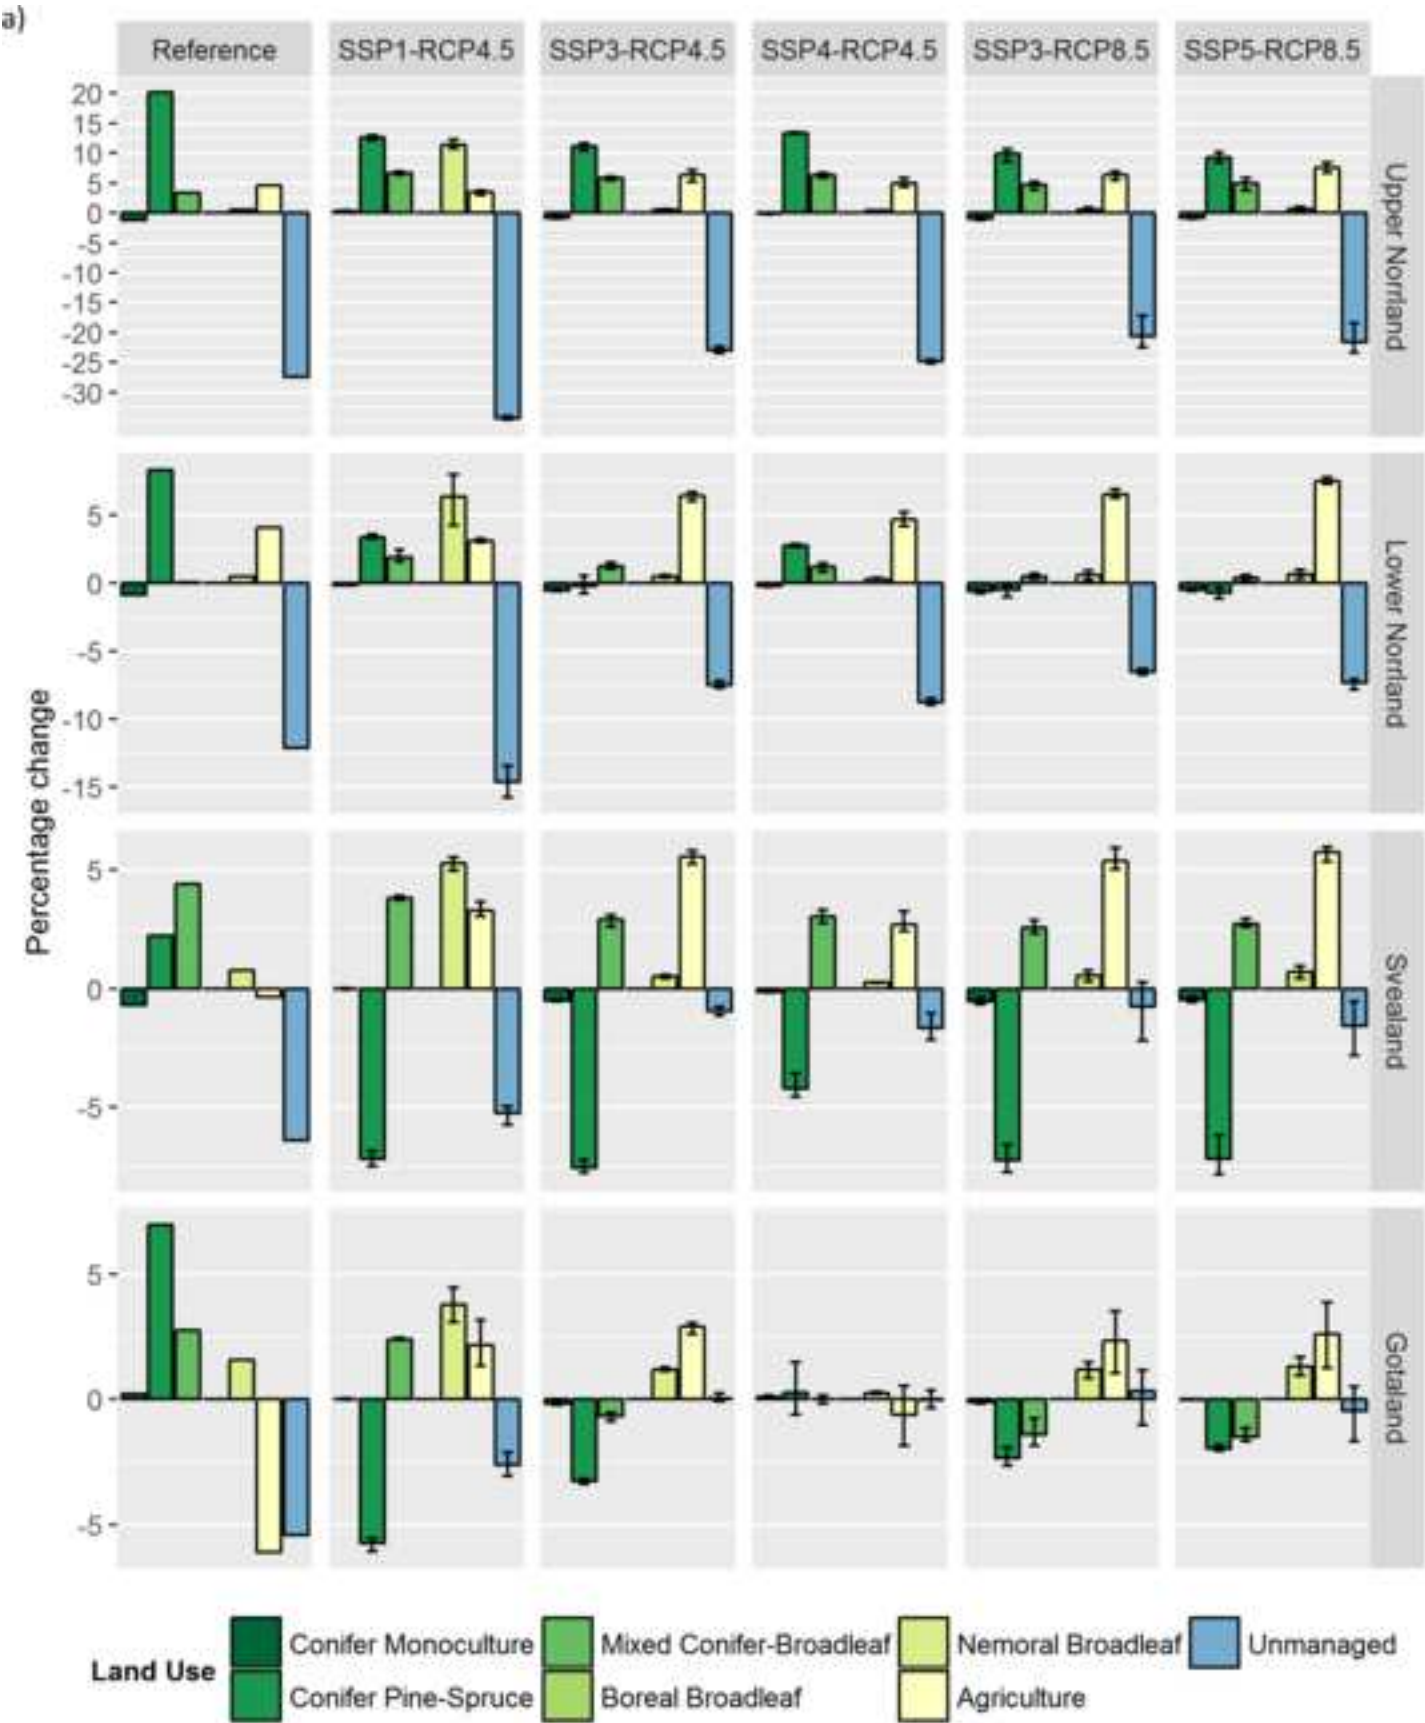 a)
Reference SSP1-RCP4.5 SSP3-RCP4.5 SSP4-RCP4.5 SSP3-RCP8.5 SSP5-RCP8.5
20
15
10
5
0
-5
-10
-15
-20
-25
-30
Upper Norrland
5
0
-5
-10
-15
Lower Norrland
Percentage change
5
0
-5
Svealand
5
0
-5
Gotaland
Land Use
Conifer Monoculture Mixed Conifer-Broadleaf Nemoral Broadleaf Unmanaged
Conifer Pine-Spruce Boreal Broadleaf Agriculture